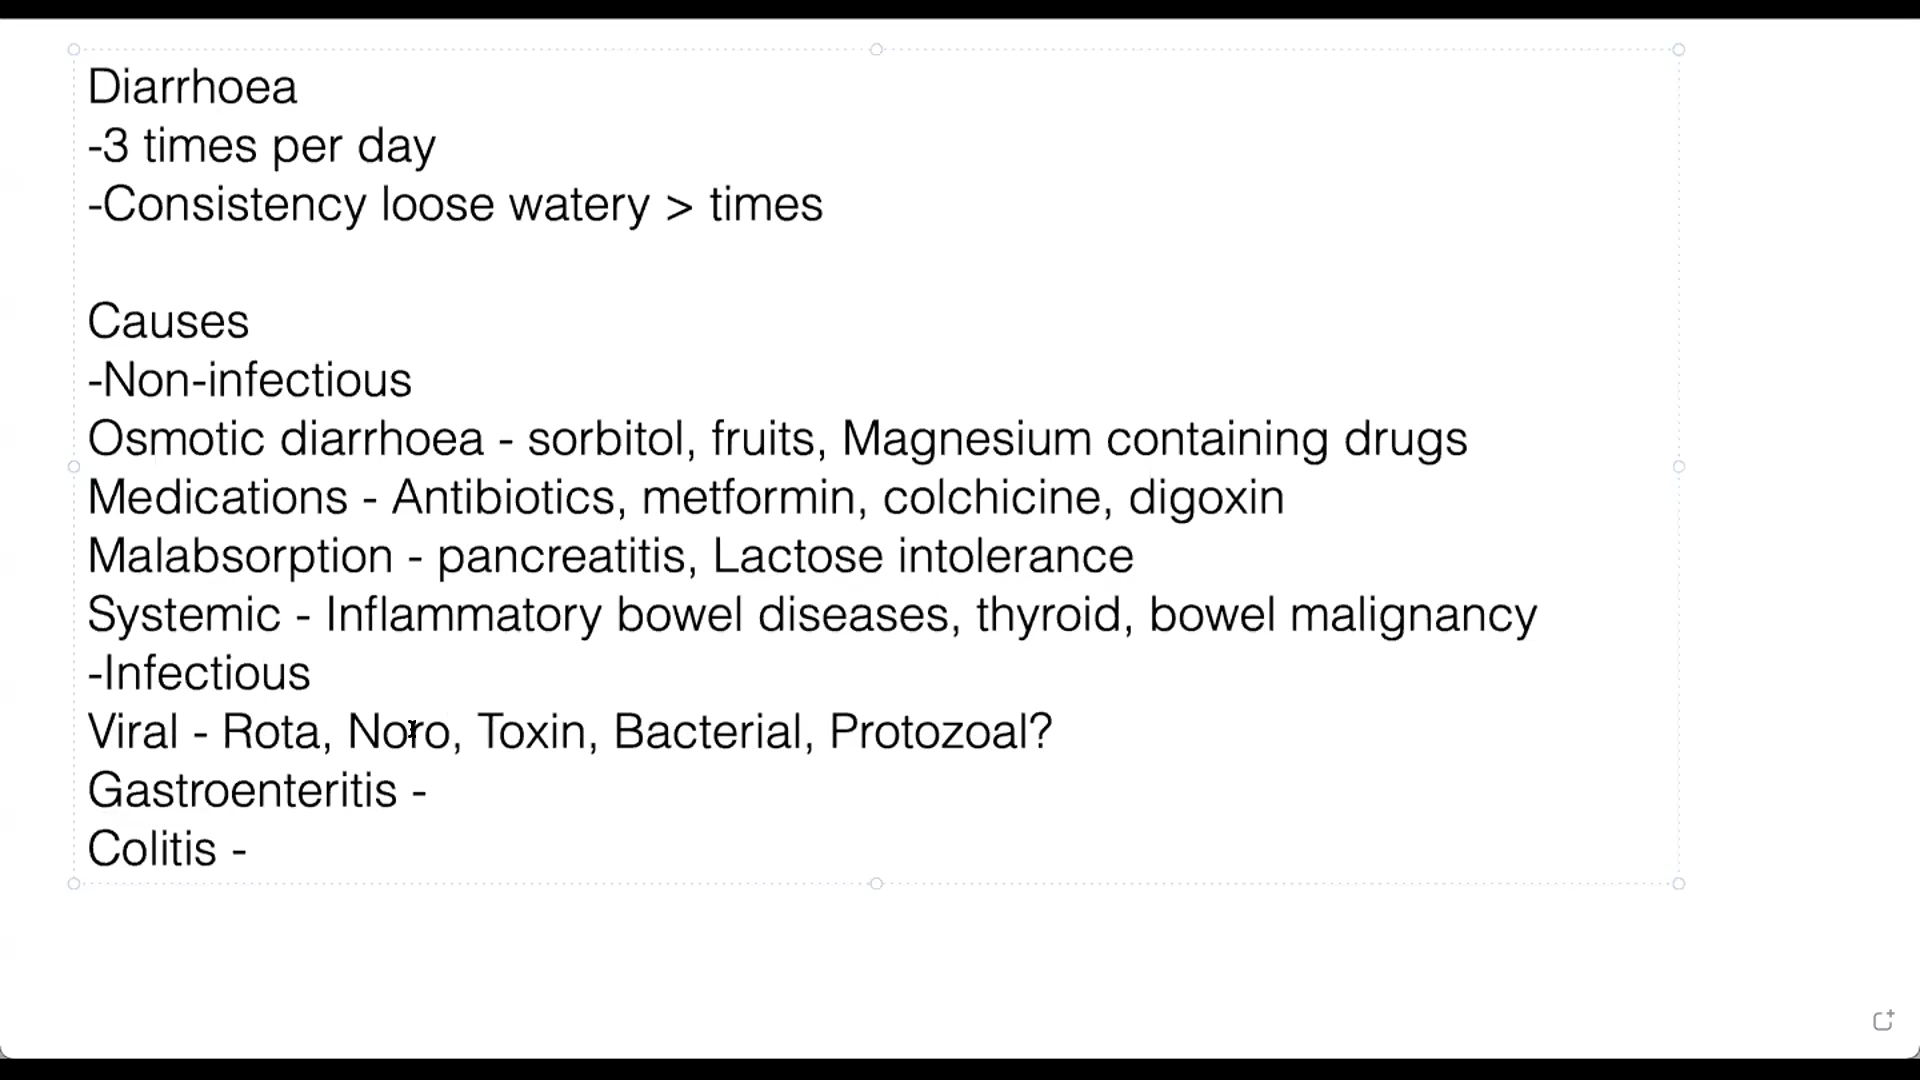 Diarrhoea
-3 times per day
-Consistency loose watery > times
Causes
-Non-infectious
Osmotic diarrhoea - sorbitol, fruits, Magnesium containing drugs
Medications - Antibiotics, metformin, colchicine, digoxin
Malabsorption - pancreatitis, Lactose intolerance
Systemic - Inflammatory bowel diseases, thyroid, bowel malignancy
-Infectious
Viral - Rota, Noro, Toxin, Bacterial, Protozoal?
Gastroenteritis -
Colitis -